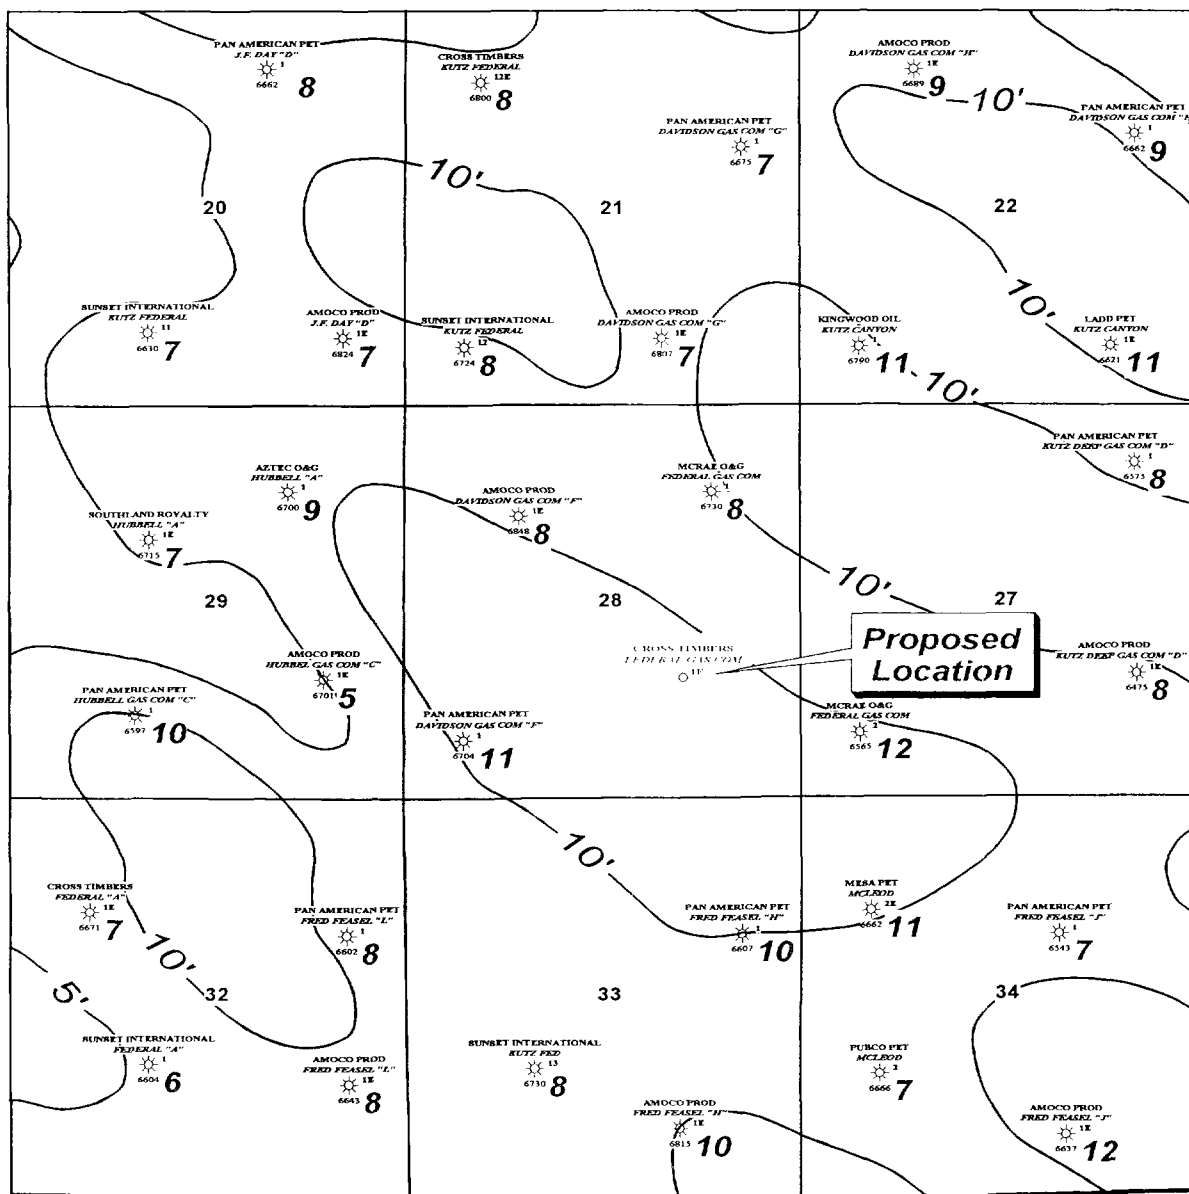 PAN AMERICAN PET
J.F. DAY "D"
1
6662
8
CROSS TIMBERS
KUTZ FEDERAL
12E
6800
8
AMOCO PROD
DAVIDSON GAS COM "H"
1E
6689
9
10'
PAN AMERICAN PET
DAVIDSON GAS COM "H
1
6662
9
PAN AMERICAN PET
DAVIDSON GAS COM "G"
1
6675
7
10'
20
21
22
10'
SUNSET INTERNATIONAL
KUTZ FEDERAL
11
6630
7
AMOCO PROD
J.F. DAY "D"
1E
6824
7
SUNSET INTERNATIONAL
KUTZ FEDERAL
12
6724
8
AMOCO PROD
DAVIDSON GAS COM "G"
1E
6807
7
KINGWOOD OIL
KUTZ CANYON
1
6790
11
LADD PET
KUTZ CANYON
1E
6621
11
10'
AZTEC O&G
HUBBELL "A"
1
6700
9
AMOCO PROD
DAVIDSON GAS COM "F"
1E
6848
8
MCRAE O&G
FEDERAL GAS COM
1
6730
8
PAN AMERICAN PET
KUTZ DEEP GAS COM "D"
1
6575
8
SOUTHLAND ROYALTY
HUBBELL "A"
1E
6715
7
10'
29
28
27
AMOCO PROD
HUBBEL GAS COM "C"
1E
6701
5
CROSS TIMBERS
FEDERAL GAS COM
1F
Proposed
Location
AMOCO PROD
KUTZ DEEP GAS COM "D"
1E
6475
8
PAN AMERICAN PET
HUBBELL GAS COM "C"
1
6597
10
PAN AMERICAN PET
DAVIDSON GAS COM "F"
1
6704
11
MCRAE O&G
FEDERAL GAS COM
2
6565
12
10'
CROSS TIMBERS
FEDERAL "A"
1E
6671
7
PAN AMERICAN PET
FRED FEASEL "L"
1
6602
8
PAN AMERICAN PET
FRED FEASEL "H"
1
6607
10
MESA PET
MCLEOD
2E
6662
11
PAN AMERICAN PET
FRED FEASEL "J"
1
6543
7
10'
5'
32
33
34
SUNSET INTERNATIONAL
FEDERAL "A"
1
6604
6
AMOCO PROD
FRED FEASEL "L"
1E
6643
8
SUNSET INTERNATIONAL
KUTZ FED
13
6730
8
PUBCO PET
MCLEOD
2
6666
7
AMOCO PROD
FRED FEASEL "H"
1E
6815
10
AMOCO PROD
FRED FEASEL "J"
1E
6637
12